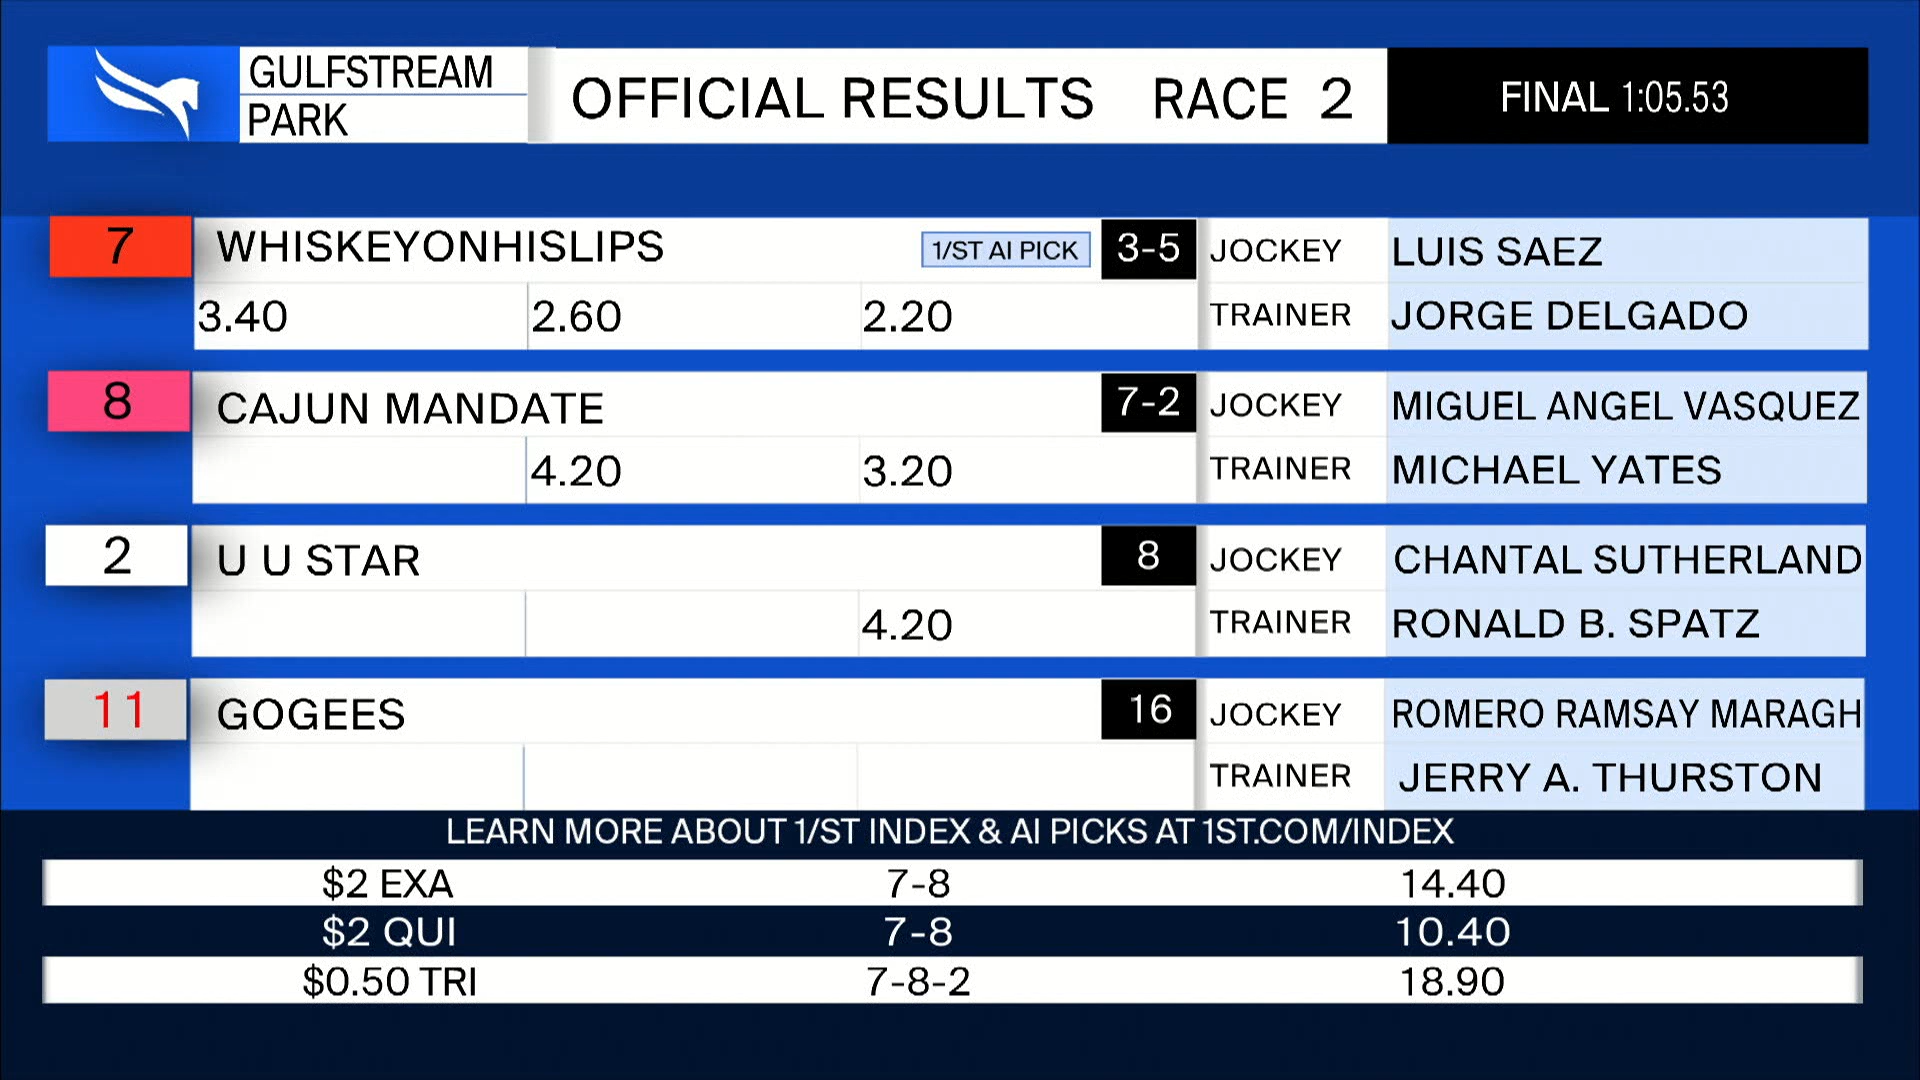 GULFSTREAM
PARK
OFFICIAL RESULTS RACE 2
FINAL 1:05.53
7 WHISKEYONHISLIPS 1/ST AI PICK 3-5 JOCKEY LUIS SAEZ
3.40 2.60 2.20 TRAINER JORGE DELGADO
8 CAJUN MANDATE 7-2 JOCKEY MIGUEL ANGEL VASQUEZ
4.20 3.20 TRAINER MICHAEL YATES
2 U U STAR 8 JOCKEY CHANTAL SUTHERLAND
4.20 TRAINER RONALD B. SPATZ
11 GOGEES 16 JOCKEY ROMERO RAMSAY MARAGH
TRAINER JERRY A. THURSTON
LEARN MORE ABOUT 1/ST INDEX & AI PICKS AT 1ST.COM/INDEX
$2 EXA 7-8 14.40
$2 QUI 7-8 10.40
$0.50 TRI 7-8-2 18.90